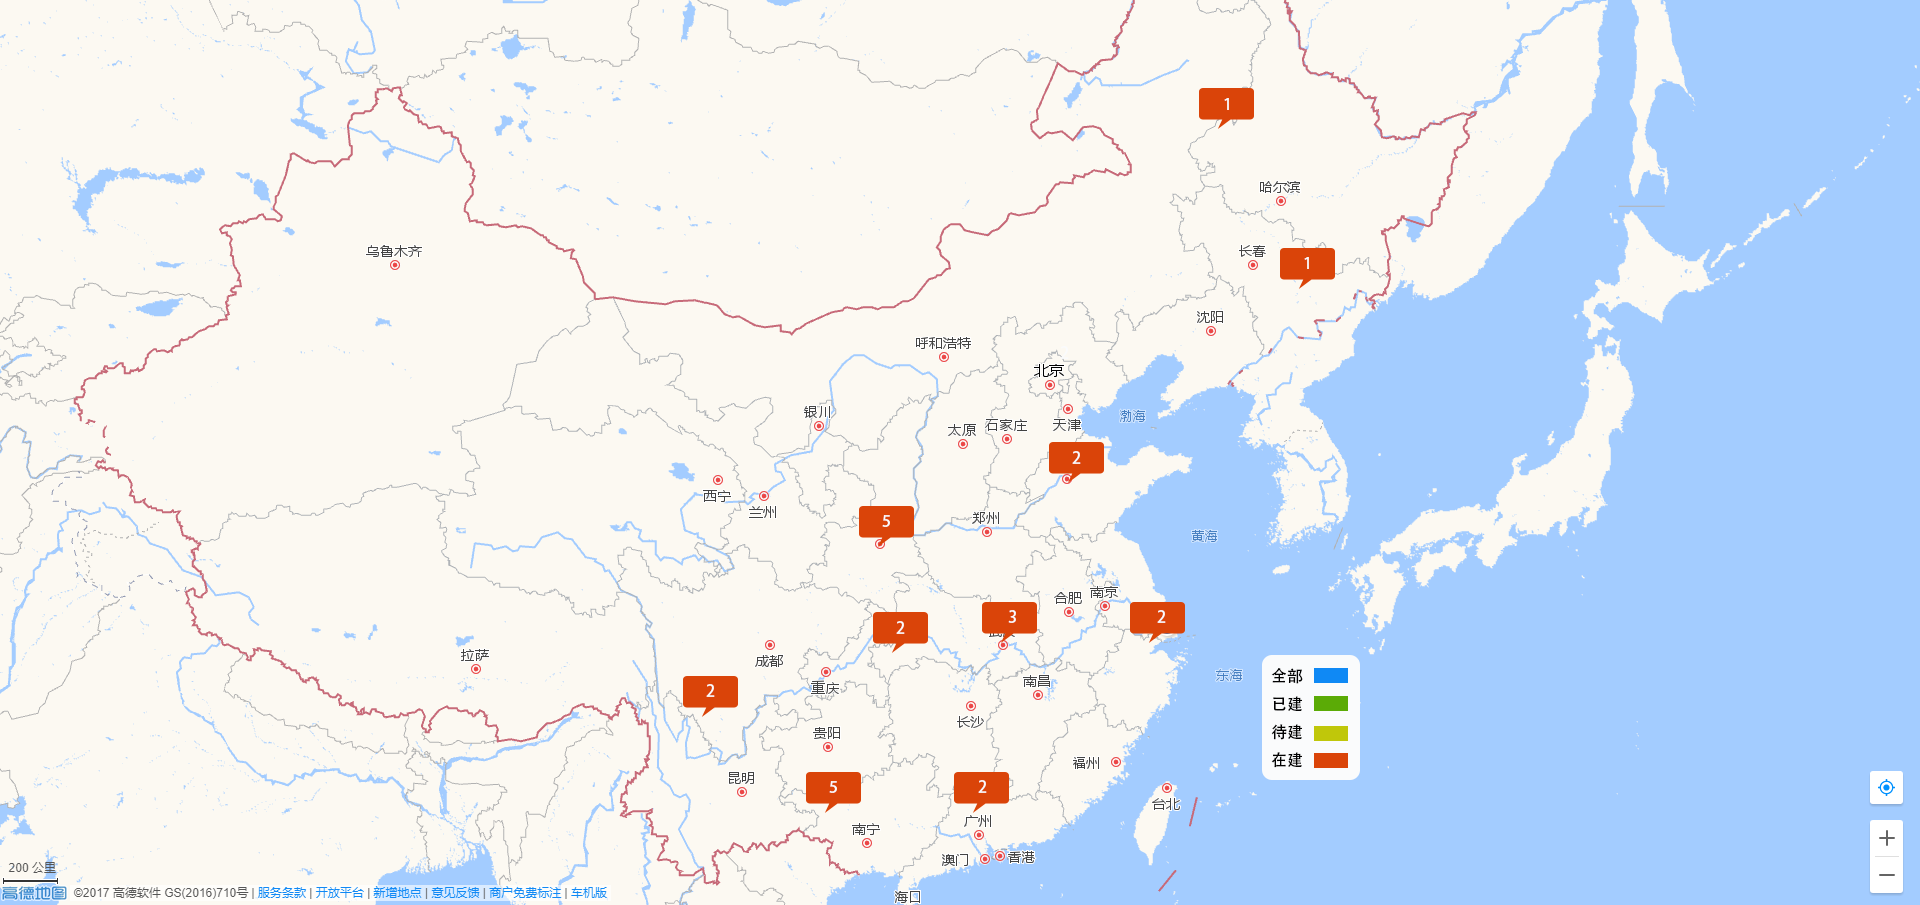 1
哈尔滨
乌鲁木齐
长春
1
沈阳
呼和浩特
北京
银川
渤海
太原
石家庄
天津
2
西宁
兰州
5
郑州
黄海
合肥
南京
2
3
2
拉萨
成都
重庆
南昌
东海
全部
2
已建
长沙
贵阳
待建
在建
福州
昆明
5
2
台北
广州
南宁
澳门
香港
200 公里
高德地图 ©2017 高德软件 GS(2016)710号 | 服务条款 | 开放平台 | 新增地点 | 意见反馈 | 商户免费标注 | 车机版
海口